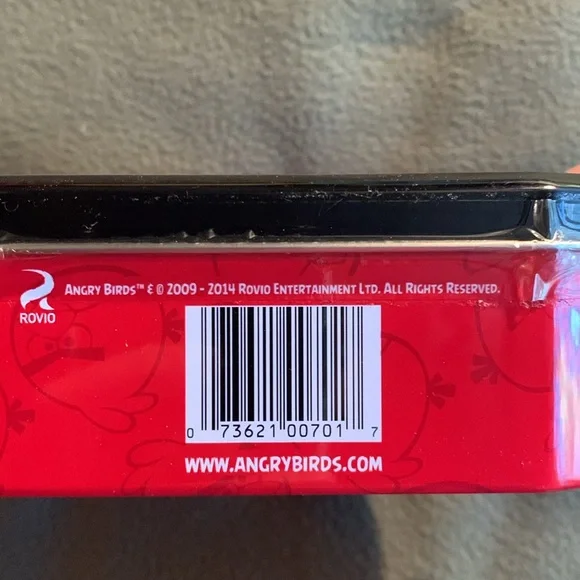 ANGRY BIRDS™ & © 2009 - 2014 ROVIO ENTERTAINMENT LTD. ALL RIGHTS RESERVED.
ROVIO
0 73621 00701 7
WWW.ANGRYBIRDS.COM